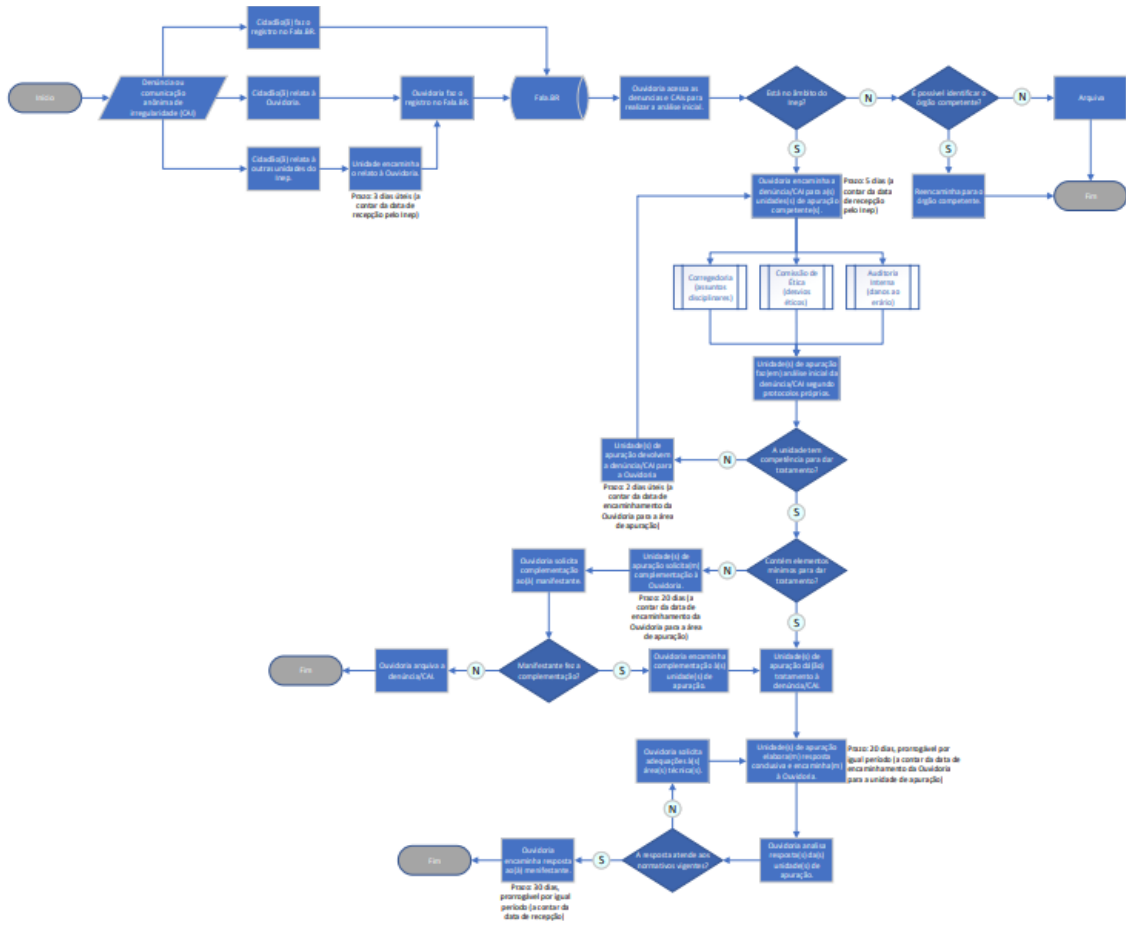 Cidadão(ã) faz o
registro no Fala.BR.
Início
Denúncia ou
comunicação
anônima de
irregularidade (CAI)
Cidadão(ã) relata à
Ouvidoria.
Ouvidoria faz o
registro no Fala.BR.
Fala.BR
Ouvidoria acessa as
denúncias e CAIs para
realizar a análise inicial.
Está no âmbito do
Inep?
N
É possível identificar o
órgão competente?
N
Arquiva
Cidadão(ã) relata à
outras unidades do
Inep.
Unidade encaminha
o relato à Ouvidoria.
Prazo: 3 dias úteis (a
contar da data de
recepção pelo Inep)
S
S
Ouvidoria encaminha a
denúncia/CAI para a(s)
unidades(s) de apuração
competente(s).
Prazo: 5 dias (a
contar da data
de recepção
pelo Inep)
Reencaminha para o
órgão competente.
Fim
Corregedoria
(assuntos
disciplinares)
Comissão de
Ética
(desvios
éticos)
Auditoria
Interna
(danos ao
erário)
Unidade(s) de apuração
faz(em) análise inicial da
denúncia/CAI segundo
protocolos próprios.
A unidade tem
competência para dar
tratamento?
N
Unidade(s) de
apuração devolvem
a denúncia/CAI para
a Ouvidoria
Prazo: 2 dias úteis (a
contar da data de
encaminhamento da
Ouvidoria para a área
de apuração)
S
Contém elementos
mínimos para dar
tratamento?
N
Unidade(s) de
apuração solicita(m)
complementação à
Ouvidoria.
Prazo: 20 dias (a
contar da data de
encaminhamento da
Ouvidoria para a área
de apuração)
Ouvidoria solicita
complementação
ao(à) manifestante.
S
Fim
Ouvidoria arquiva a
denúncia/CAI.
N
Manifestante fez a
complementação?
S
Ouvidoria encaminha
complementação à(s)
unidade(s) de
apuração.
Unidade(s) de
apuração dá(ão)
tratamento à
denúncia/CAI.
Ouvidoria solicita
adequações à(s)
área(s) técnica(s).
Unidade(s) de apuração
elabora(m) resposta
conclusiva e encaminha(m)
à Ouvidoria.
Prazo: 20 dias, prorrogável por
igual período (a contar da data de
encaminhamento da Ouvidoria
para a unidade de apuração)
N
Fim
Ouvidoria
encaminha resposta
ao(à) manifestante.
Prazo: 30 dias,
prorrogável por igual
período (a contar da
data de recepção)
S
A resposta atende aos
normativos vigentes?
Ouvidoria analisa
resposta(s) da(s)
unidade(s) de
apuração.